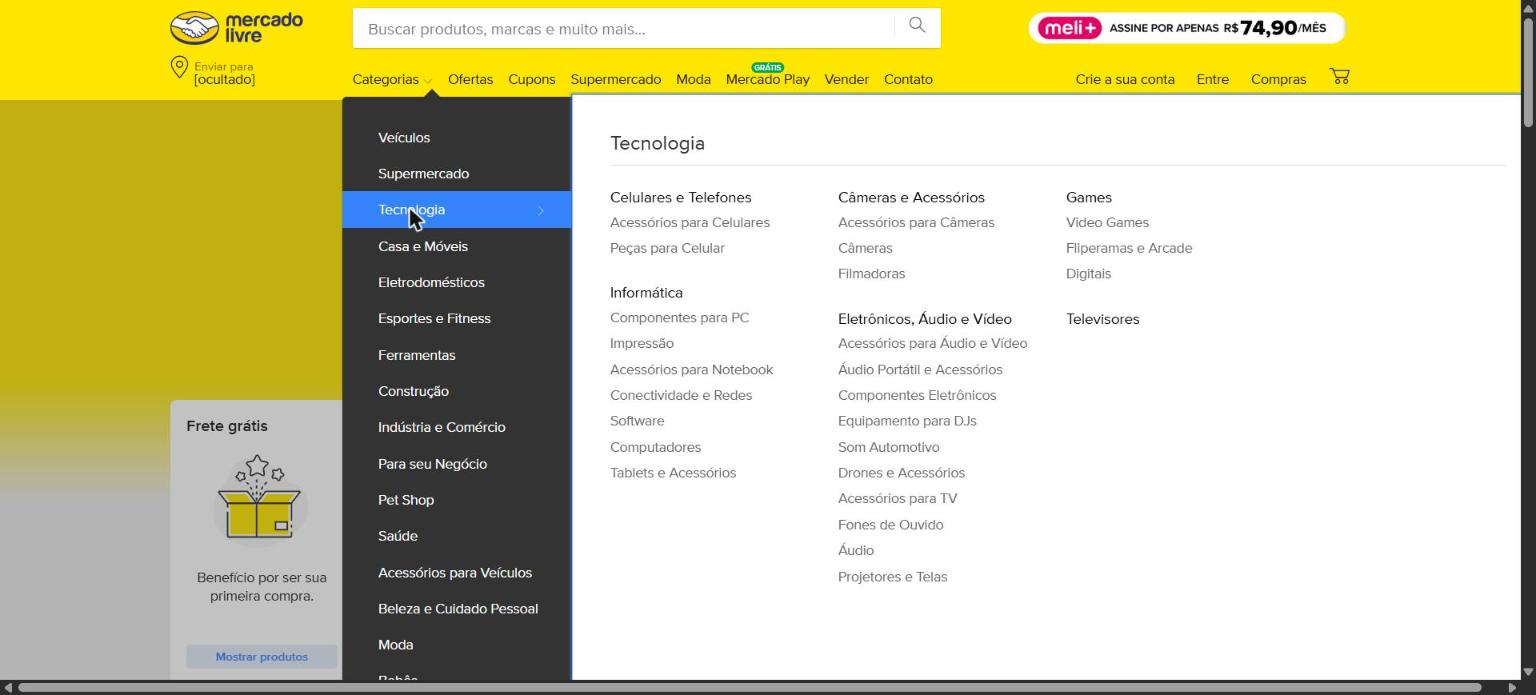 mercado
livre
Buscar produtos, marcas e muito mais...
meli+ ASSINE POR APENAS R$ 74,90/MÊS
Enviar para
[ocultado]
Categorias
Ofertas
Cupons
Supermercado
Moda
GRÁTIS
Mercado Play
Vender
Contato
Crie a sua conta
Entre
Compras
Veículos
Supermercado
Tecnologia
Casa e Móveis
Eletrodomésticos
Esportes e Fitness
Ferramentas
Construção
Indústria e Comércio
Para seu Negócio
Pet Shop
Saúde
Acessórios para Veículos
Beleza e Cuidado Pessoal
Moda
Bebês
Tecnologia
Celulares e Telefones
Acessórios para Celulares
Peças para Celular
Informática
Componentes para PC
Impressão
Acessórios para Notebook
Conectividade e Redes
Software
Computadores
Tablets e Acessórios
Câmeras e Acessórios
Acessórios para Câmeras
Câmeras
Filmadoras
Eletrônicos, Áudio e Vídeo
Acessórios para Áudio e Vídeo
Áudio Portátil e Acessórios
Componentes Eletrônicos
Equipamento para DJs
Som Automotivo
Drones e Acessórios
Acessórios para TV
Fones de Ouvido
Áudio
Projetores e Telas
Games
Video Games
Fliperamas e Arcade
Digitais
Televisores
Frete grátis
Benefício por ser sua
primeira compra.
Mostrar produtos